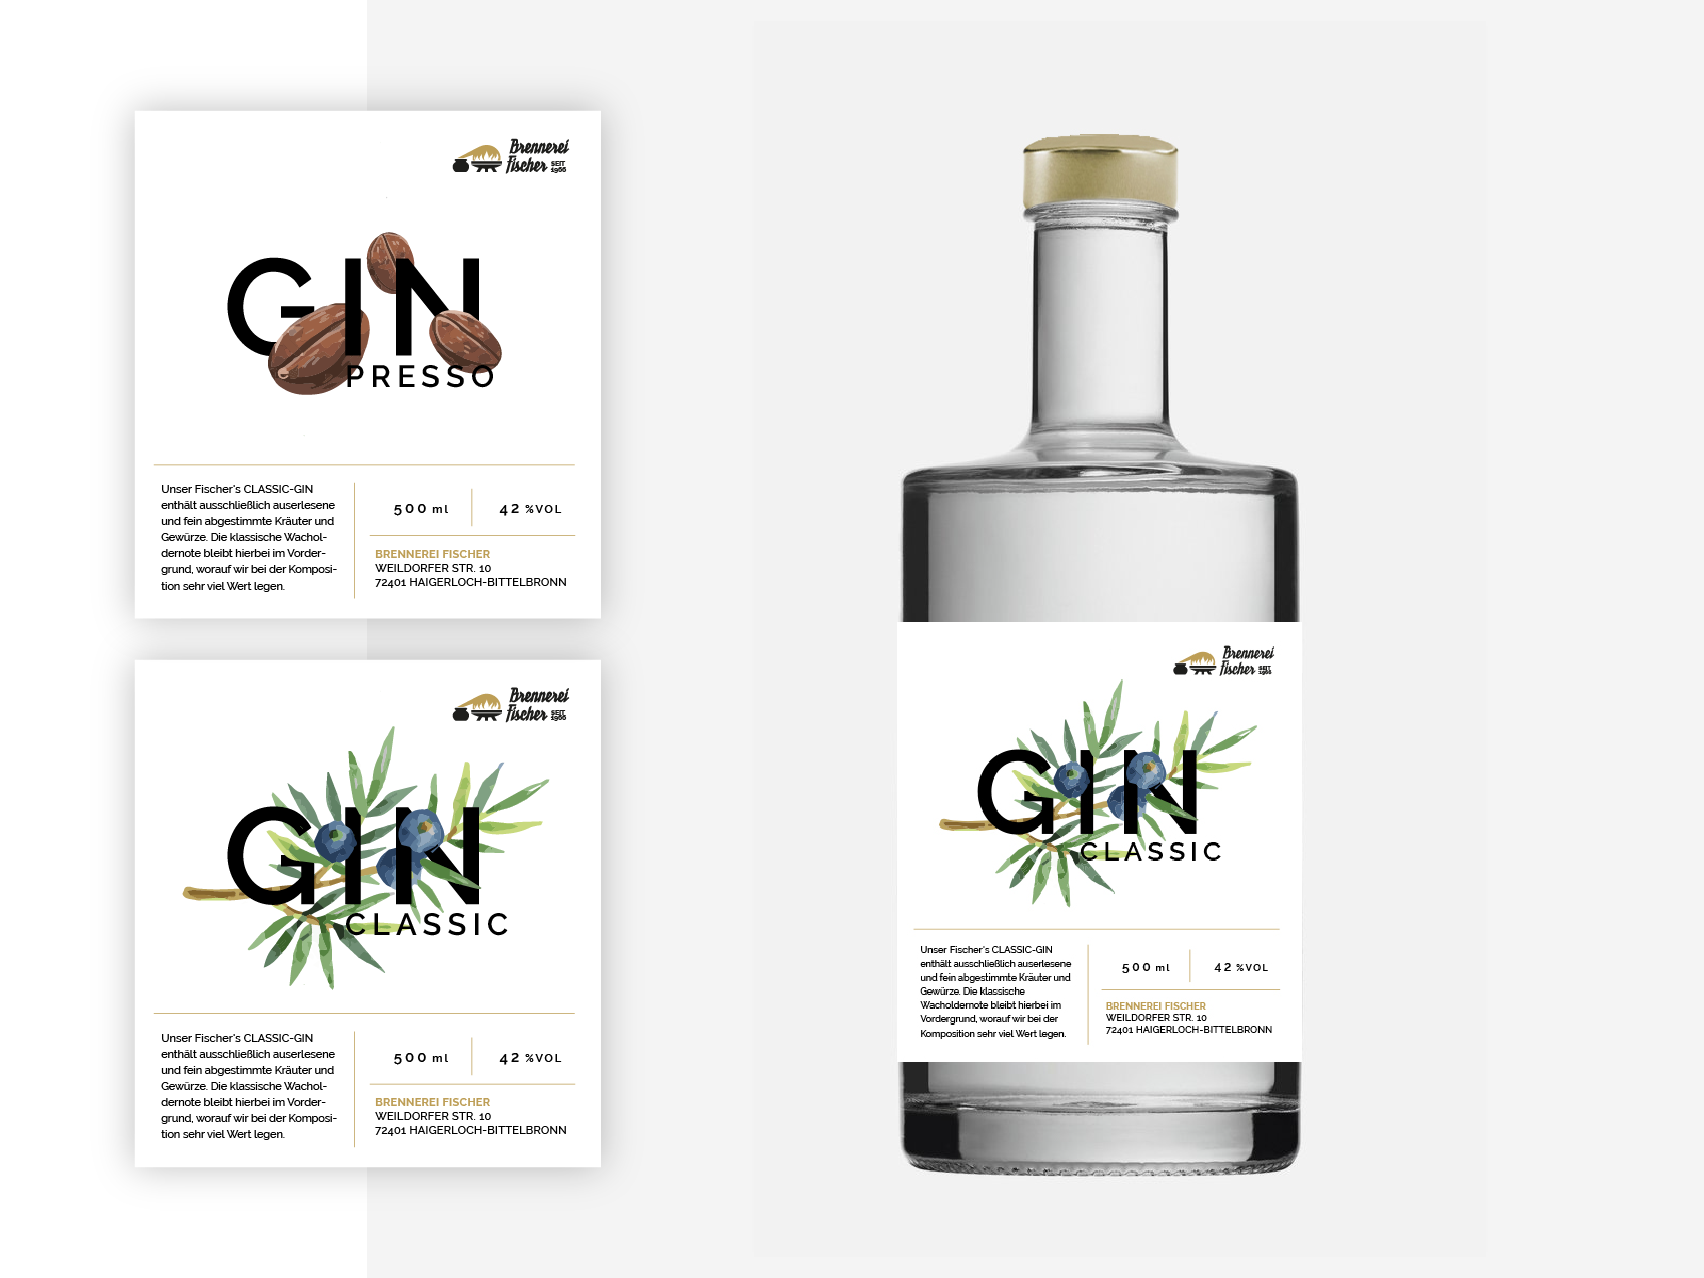 Brennerei
Fischer SEIT
1966
GIN
PRESSO
Unser Fischer's CLASSIC-GIN
enthält ausschließlich auserlesene
und fein abgestimmte Kräuter und
Gewürze. Die klassische Wachol-
dernote bleibt hierbei im Vorder-
grund, worauf wir bei der Komposi-
tion sehr viel Wert legen.
500 ml
42 %VOL
BRENNEREI FISCHER
WEILDORFER STR. 10
72401 HAIGERLOCH-BITTELBRONN
Brennerei
Fischer SEIT
1966
GIN
CLASSIC
Unser Fischer's CLASSIC-GIN
enthält ausschließlich auserlesene
und fein abgestimmte Kräuter und
Gewürze. Die klassische Wachol-
dernote bleibt hierbei im Vorder-
grund, worauf wir bei der Komposi-
tion sehr viel Wert legen.
500 ml
42 %VOL
BRENNEREI FISCHER
WEILDORFER STR. 10
72401 HAIGERLOCH-BITTELBRONN
Brennerei
Fischer SEIT
1966
GIN
CLASSIC
Unser Fischer's CLASSIC-GIN
enthält ausschließlich auserlesene
und fein abgestimmte Kräuter und
Gewürze. Die klassische
Wacholdernote bleibt hierbei im
Vordergrund, worauf wir bei der
Komposition sehr viel Wert legen.
500 ml
42 %VOL
BRENNEREI FISCHER
WEILDORFER STR. 10
72401 HAIGERLOCH-BITTELBRONN